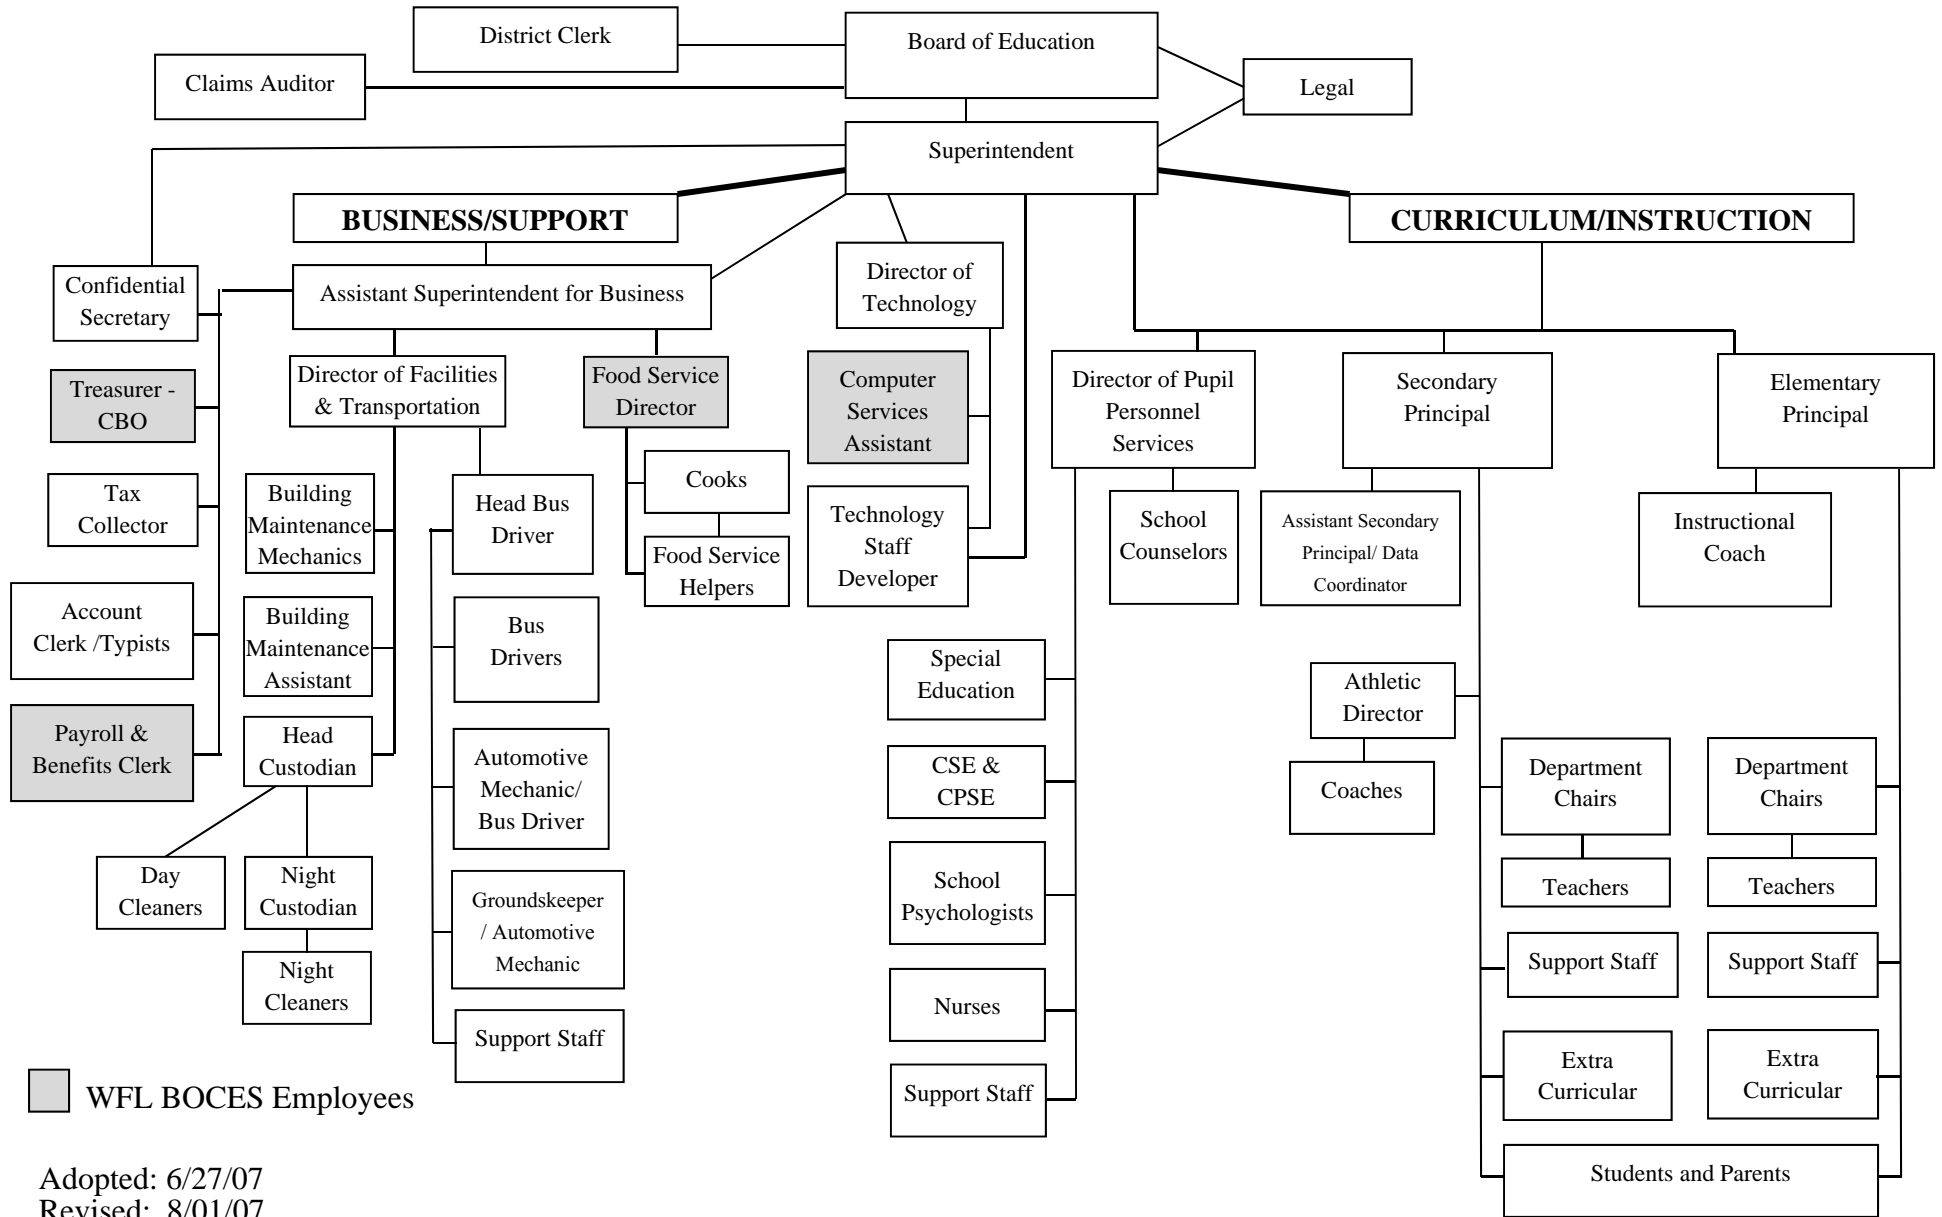 District Clerk
Board of Education
Claims Auditor
Legal
Superintendent
BUSINESS/SUPPORT
CURRICULUM/INSTRUCTION
Confidential
Secretary
Assistant Superintendent for Business
Director of
Technology
Treasurer -
CBO
Director of Facilities
& Transportation
Food Service
Director
Computer
Services
Assistant
Director of Pupil
Personnel
Services
Secondary
Principal
Elementary
Principal
Tax
Collector
Building
Maintenance
Mechanics
Head Bus
Driver
Cooks
Food Service
Helpers
Technology
Staff
Developer
School
Counselors
Assistant Secondary
Principal/ Data
Coordinator
Instructional
Coach
Account
Clerk /Typists
Building
Maintenance
Assistant
Bus
Drivers
Special
Education
Athletic
Director
Payroll &
Benefits Clerk
Head
Custodian
Automotive
Mechanic/
Bus Driver
CSE &
CPSE
Coaches
Department
Chairs
Department
Chairs
Day
Cleaners
Night
Custodian
Groundskeeper
/ Automotive
Mechanic
School
Psychologists
Teachers
Teachers
Night
Cleaners
Support Staff
Nurses
Support Staff
Support Staff
Support Staff
Extra
Curricular
Extra
Curricular
WFL BOCES Employees
Students and Parents
Adopted: 6/27/07
Revised: 8/01/07